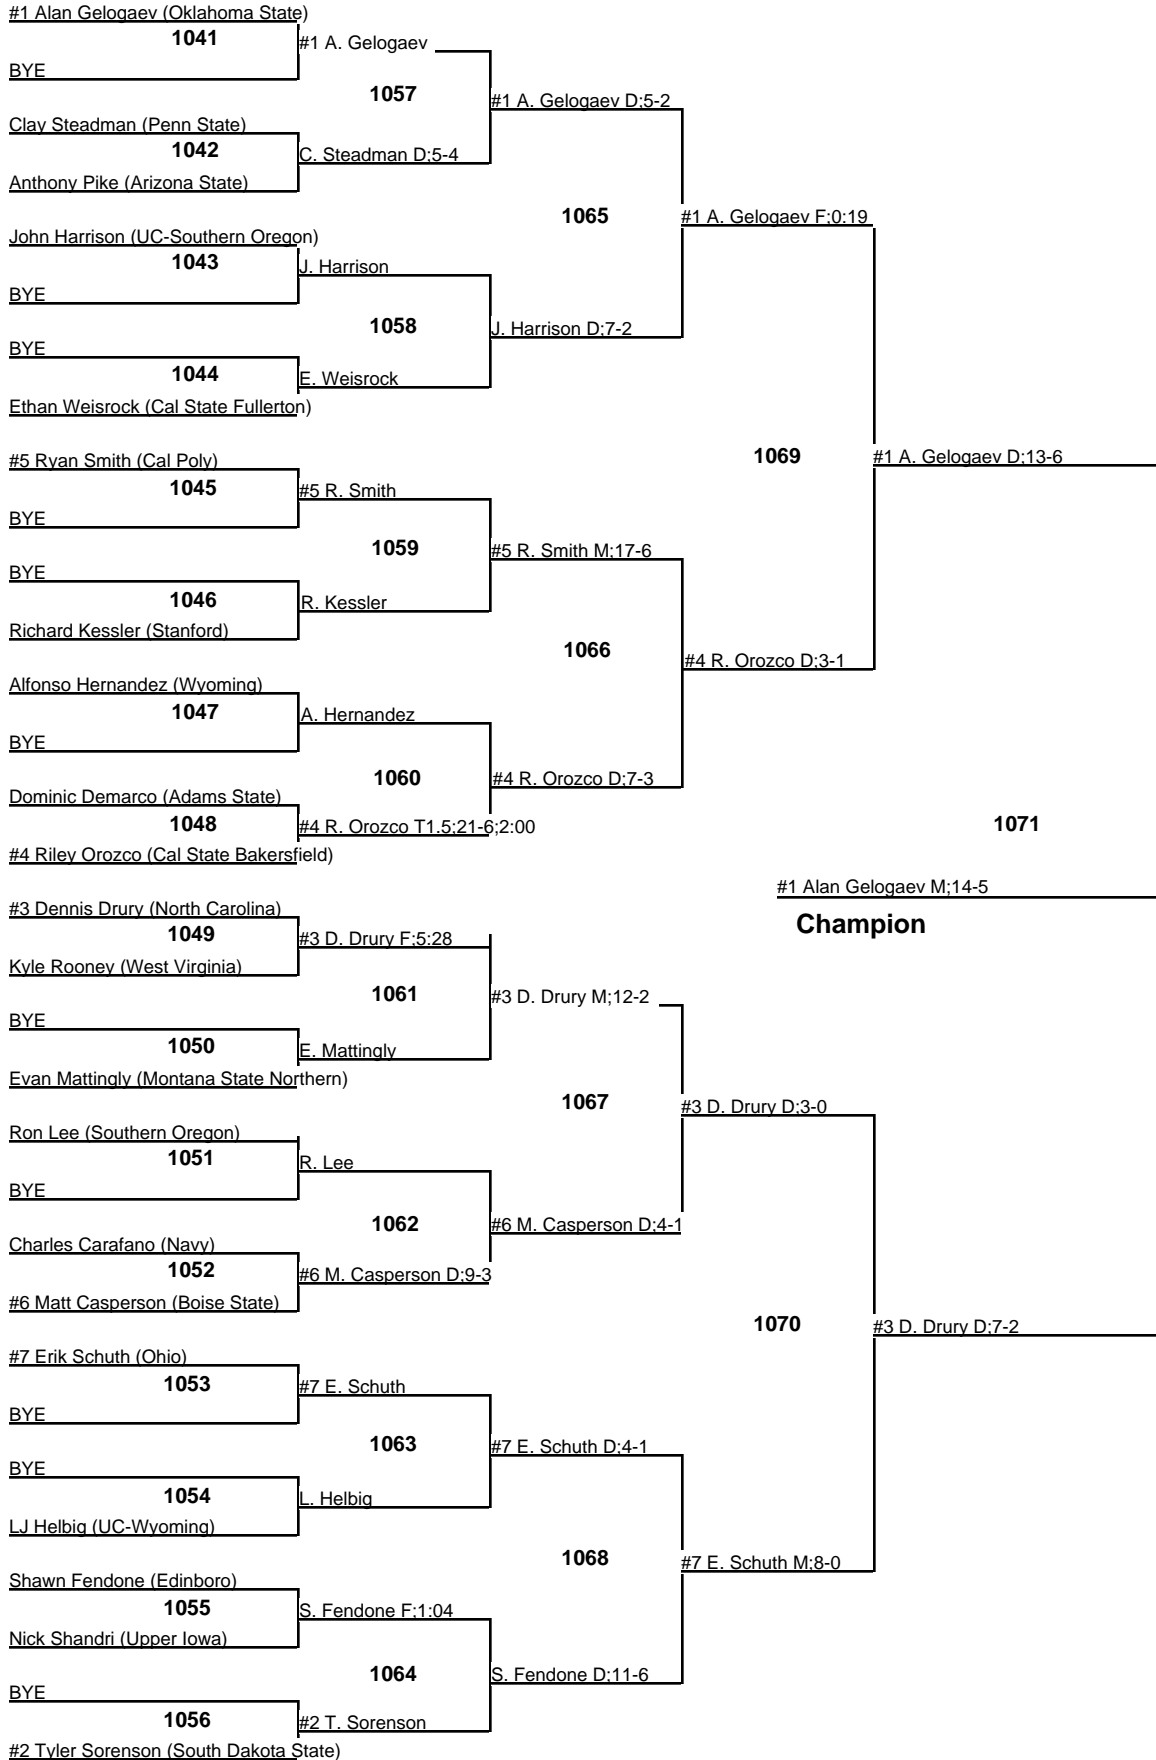 #1 Alan Gelogaev (Oklahoma State)
1041
#1 A. Gelogaev
BYE
1057
#1 A. Gelogaev D;5-2
Clay Steadman (Penn State)
1042
C. Steadman D;5-4
Anthony Pike (Arizona State)
1065
#1 A. Gelogaev F;0:19
John Harrison (UC-Southern Oregon)
1043
J. Harrison
BYE
1058
J. Harrison D;7-2
BYE
1044
E. Weisrock
Ethan Weisrock (Cal State Fullerton)
1069
#1 A. Gelogaev D;13-6
#5 Ryan Smith (Cal Poly)
1045
#5 R. Smith
BYE
1059
#5 R. Smith M;17-6
BYE
1046
R. Kessler
Richard Kessler (Stanford)
1066
#4 R. Orozco D;3-1
Alfonso Hernandez (Wyoming)
1047
A. Hernandez
BYE
1060
#4 R. Orozco D;7-3
Dominic Demarco (Adams State)
1048
#4 R. Orozco T1.5;21-6;2:00
1071
#4 Riley Orozco (Cal State Bakersfield)
#1 Alan Gelogaev M;14-5
Champion
#3 Dennis Drury (North Carolina)
1049
#3 D. Drury F;5:28
Kyle Rooney (West Virginia)
1061
#3 D. Drury M;12-2
BYE
1050
E. Mattingly
Evan Mattingly (Montana State Northern)
1067
#3 D. Drury D;3-0
Ron Lee (Southern Oregon)
1051
R. Lee
BYE
1062
#6 M. Casperson D;4-1
Charles Carafano (Navy)
1052
#6 M. Casperson D;9-3
#6 Matt Casperson (Boise State)
1070
#3 D. Drury D;7-2
#7 Erik Schuth (Ohio)
1053
#7 E. Schuth
BYE
1063
#7 E. Schuth D;4-1
BYE
1054
L. Helbig
LJ Helbig (UC-Wyoming)
1068
#7 E. Schuth M;8-0
Shawn Fendone (Edinboro)
1055
S. Fendone F;1:04
Nick Shandri (Upper Iowa)
1064
S. Fendone D;11-6
BYE
1056
#2 T. Sorenson
#2 Tyler Sorenson (South Dakota State)